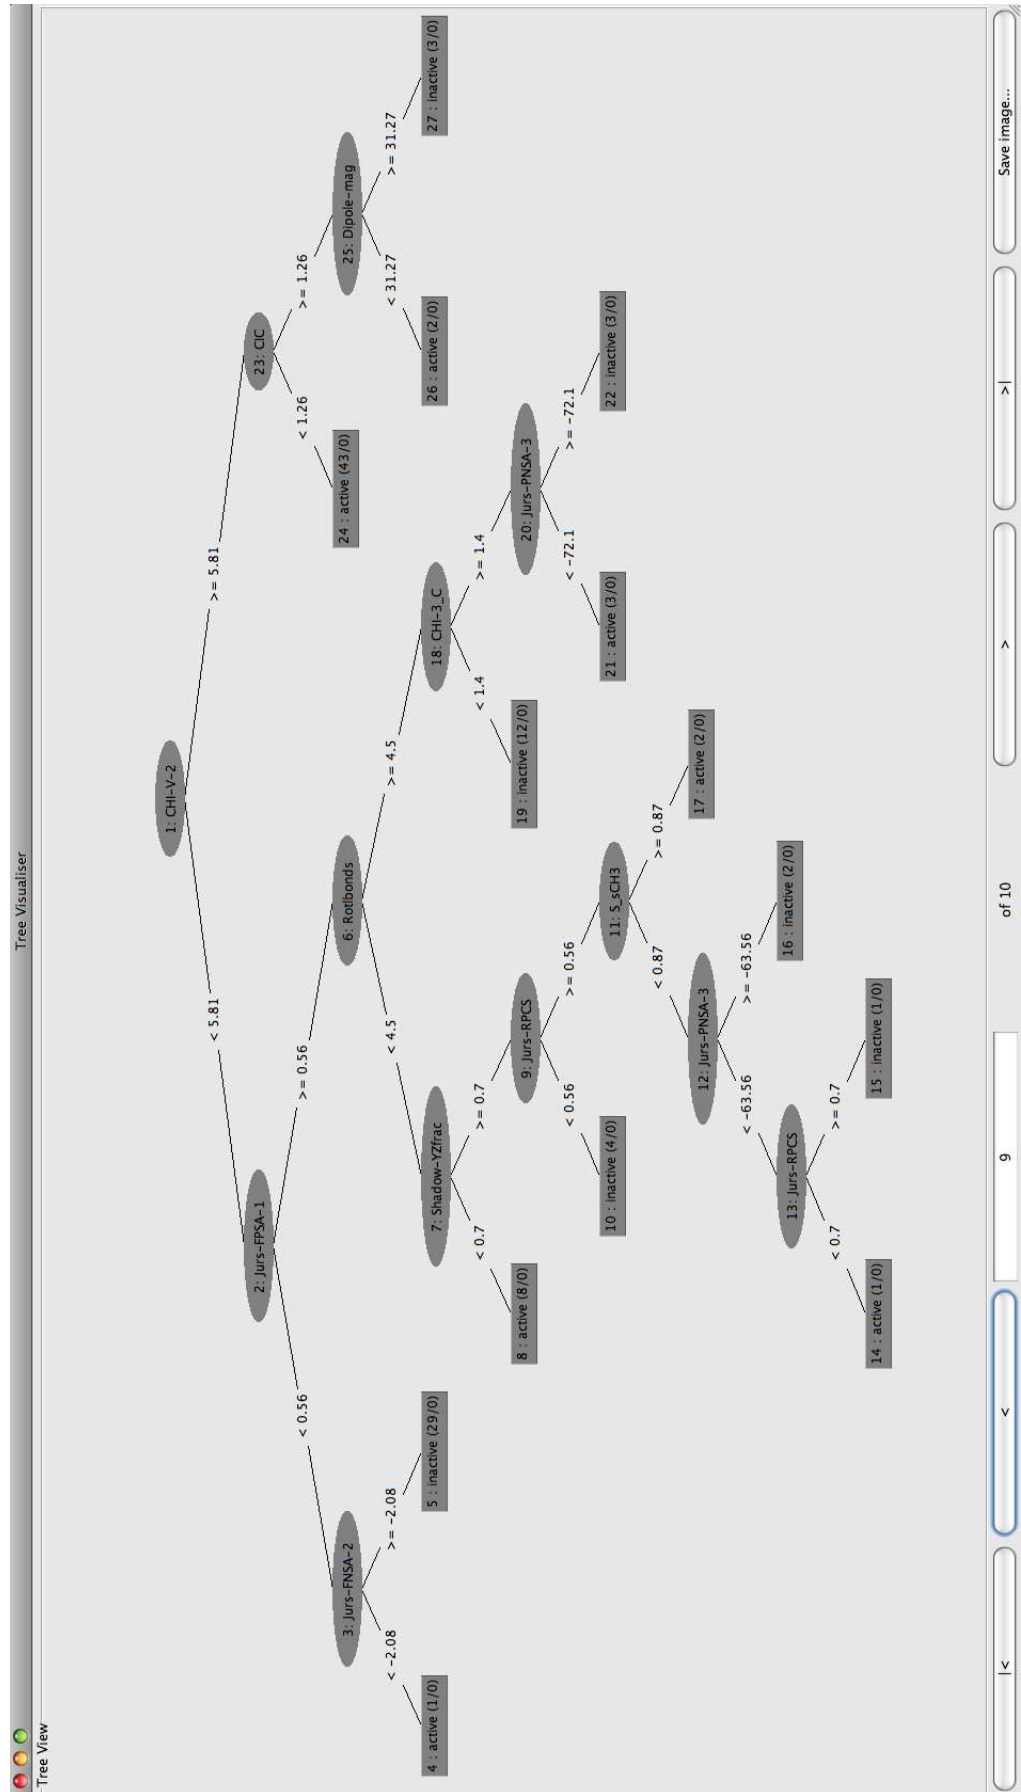 Tree Visualiser
Tree View
1: CHI-V-2
< 5.81
>= 5.81
2: Jurs-FPSA-1
23: CIC
< 0.56
>= 0.56
< 1.26
>= 1.26
3: Jurs-FNSA-2
6: Rotlbonds
24 : active (43/0)
25: Dipole-mag
< -2.08
>= -2.08
< 4.5
>= 4.5
< 31.27
>= 31.27
4 : active (1/0)
5 : inactive (29/0)
7: Shadow-YZfrac
18: CHI-3_C
26 : active (2/0)
27 : inactive (3/0)
< 0.7
>= 0.7
< 1.4
>= 1.4
8 : active (8/0)
9: Jurs-RPCS
19 : inactive (12/0)
20: Jurs-PNSA-3
< 0.56
>= 0.56
< -72.1
>= -72.1
10 : inactive (4/0)
11: S_sCH3
21 : active (3/0)
22 : inactive (3/0)
< 0.87
>= 0.87
12: Jurs-PNSA-3
17 : active (2/0)
< -63.56
>= -63.56
13: Jurs-RPCS
16 : inactive (2/0)
< 0.7
>= 0.7
14 : active (1/0)
15 : inactive (1/0)
|<
<
9
of 10
>
>|
Save image...